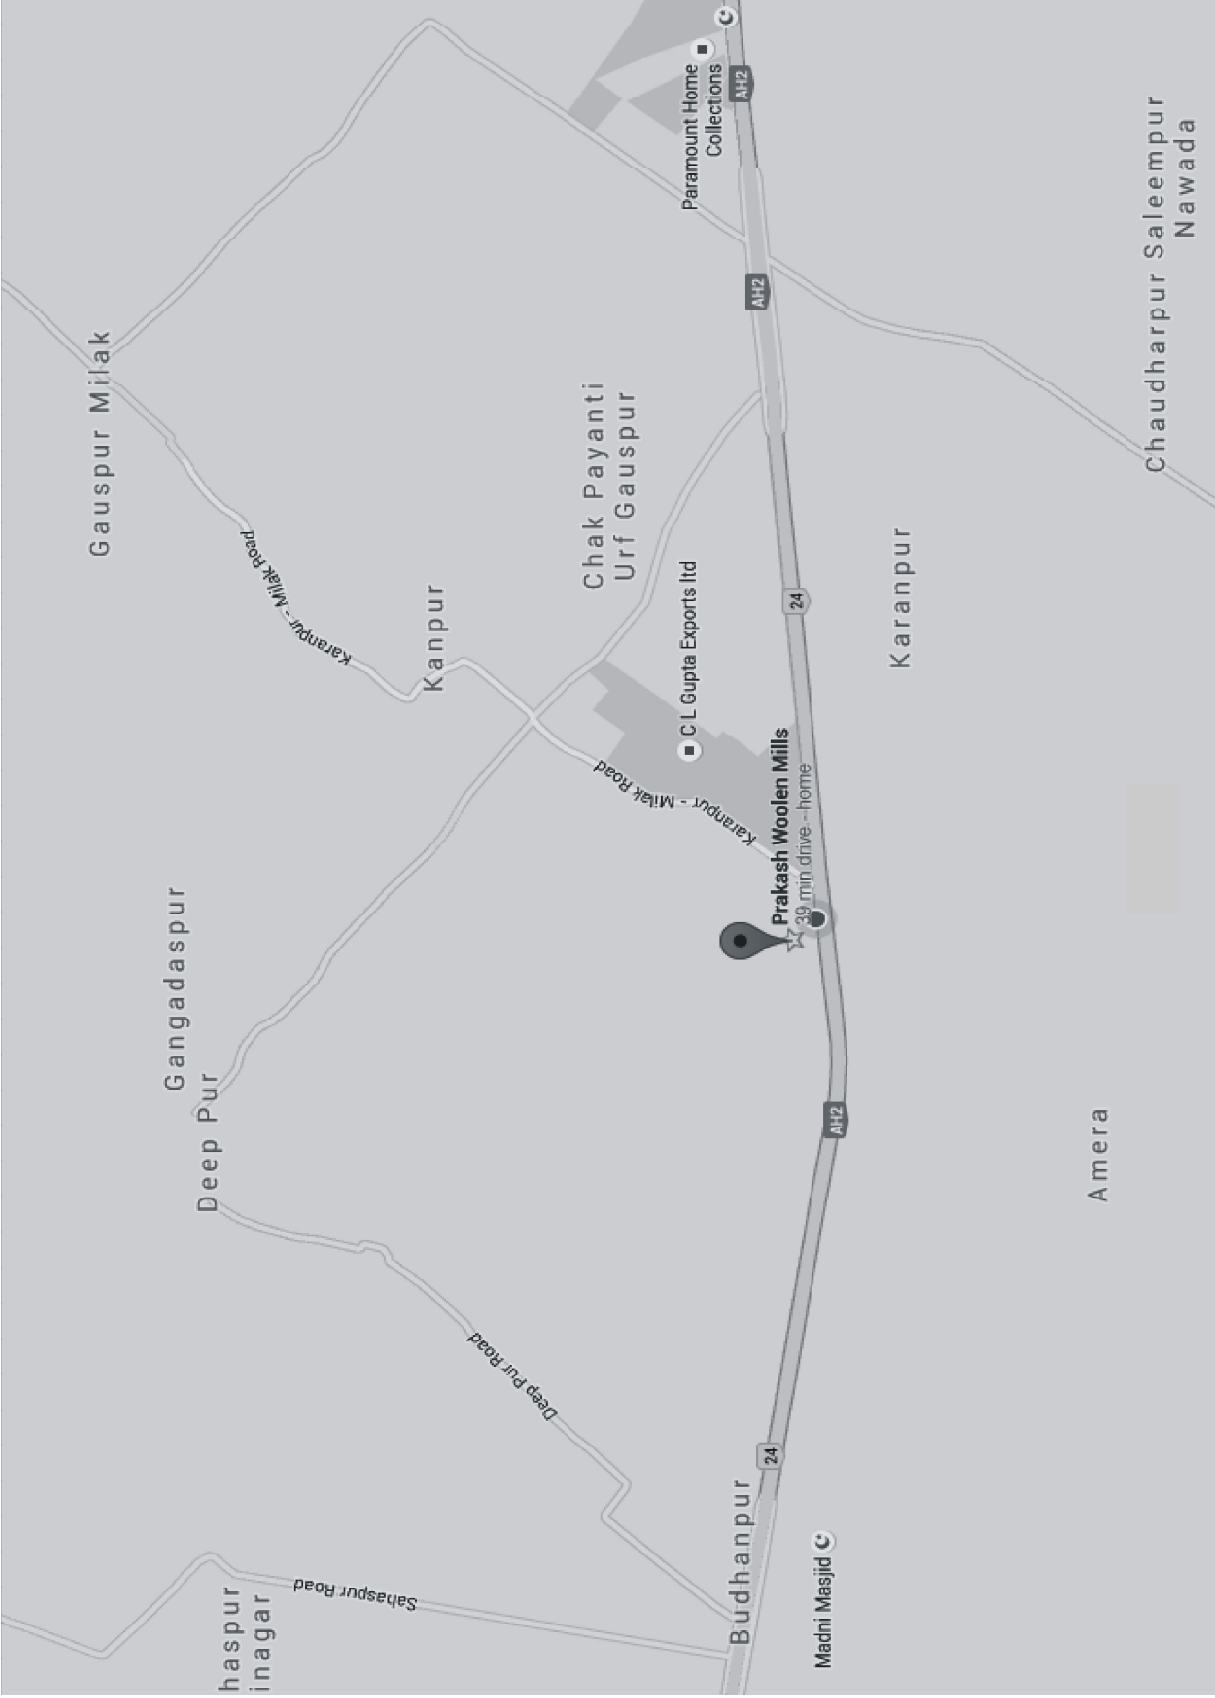 Gauspur Milak
Gangadaspur
Deep Pur
haspur
inagar
Karanpur - Milak Road
Sahaspur Road
Kanpur
Deep Pur Road
Chak Payanti
Urf Gauspur
Karanpur - Milak Road
C L Gupta Exports ltd
Paramount Home
Collections
AH2
Budhanpur
24
AH2
Prakash Woolen Mills
39 min drive - home
24
AH2
Madni Masjid
Karanpur
Amera
Chaudharpur Saleempur
Nawada